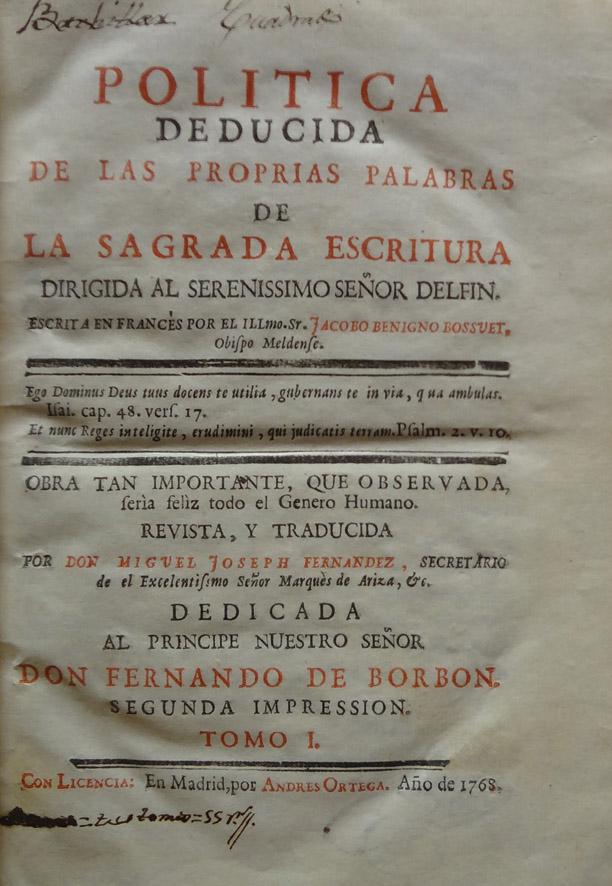 POLITICA
DEDUCIDA
DE LAS PROPRIAS PALABRAS
DE
LA SAGRADA ESCRITURA
DIRIGIDA AL SERENISSIMO SEÑOR DELFIN.
ESCRITA EN FRANCÈS POR EL ILLmo. Sr. JACOBO BENIGNO BOSSUET,
Obiſpo Meldenſe.
Ego Dominus Deus tuus docens te utilia, gubernans te in via, qua ambulas.
Iſai. cap. 48. verſ. 17.
Et nunc Reges inteligite, erudimini, qui judicatis terram. Pſalm. 2. v. 10.
OBRA TAN IMPORTANTE, QUE OBSERVADA,
ſerìa felìz todo el Genero Humano.
REVISTA, Y TRADUCIDA
POR DON MIGUEL JOSEPH FERNANDEZ, SECRETARIO
de el Excelentiſsimo Señor Marquès de Ariza, &c.
DEDICADA
AL PRINCIPE NUESTRO SEÑOR
DON FERNANDO DE BORBON.
SEGUNDA IMPRESSION.
TOMO I.
CON LICENCIA: En Madrid, por ANDRES ORTEGA. Año de 1768.